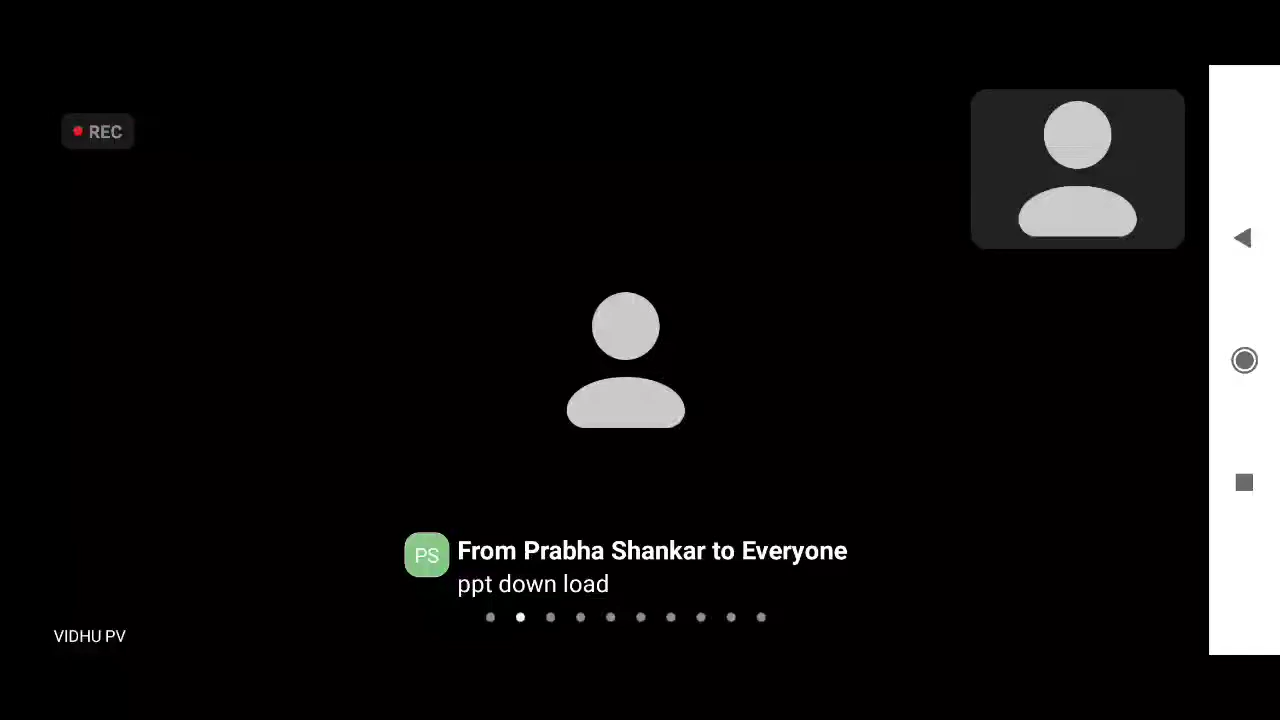 REC
PS
From Prabha Shankar to Everyone
ppt down load
VIDHU PV